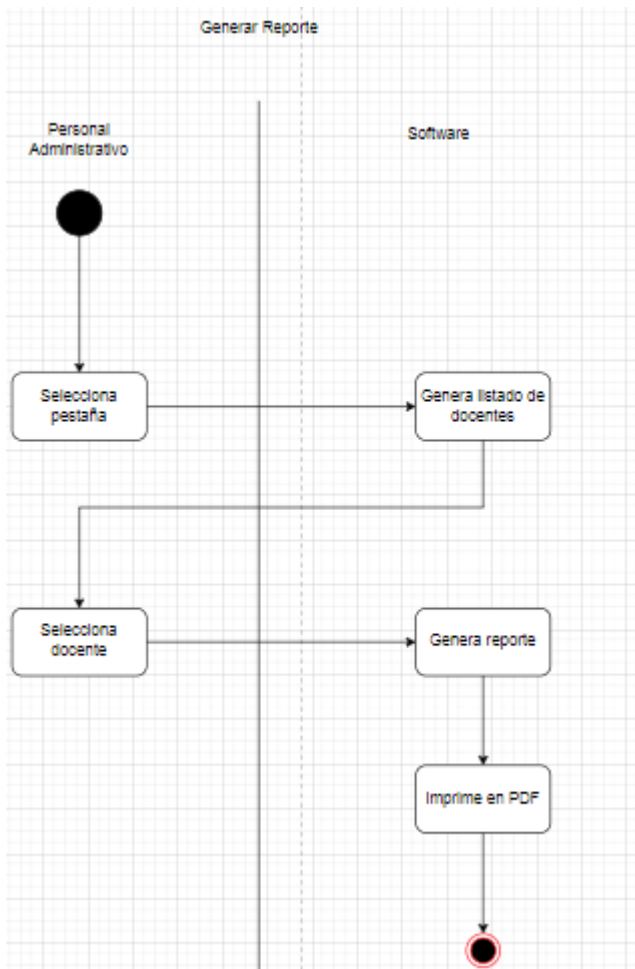 Generar Reporte
Personal
Administrativo
Software
Selecciona
pestaña
Genera listado de
docentes
Selecciona
docente
Genera reporte
Imprime en PDF